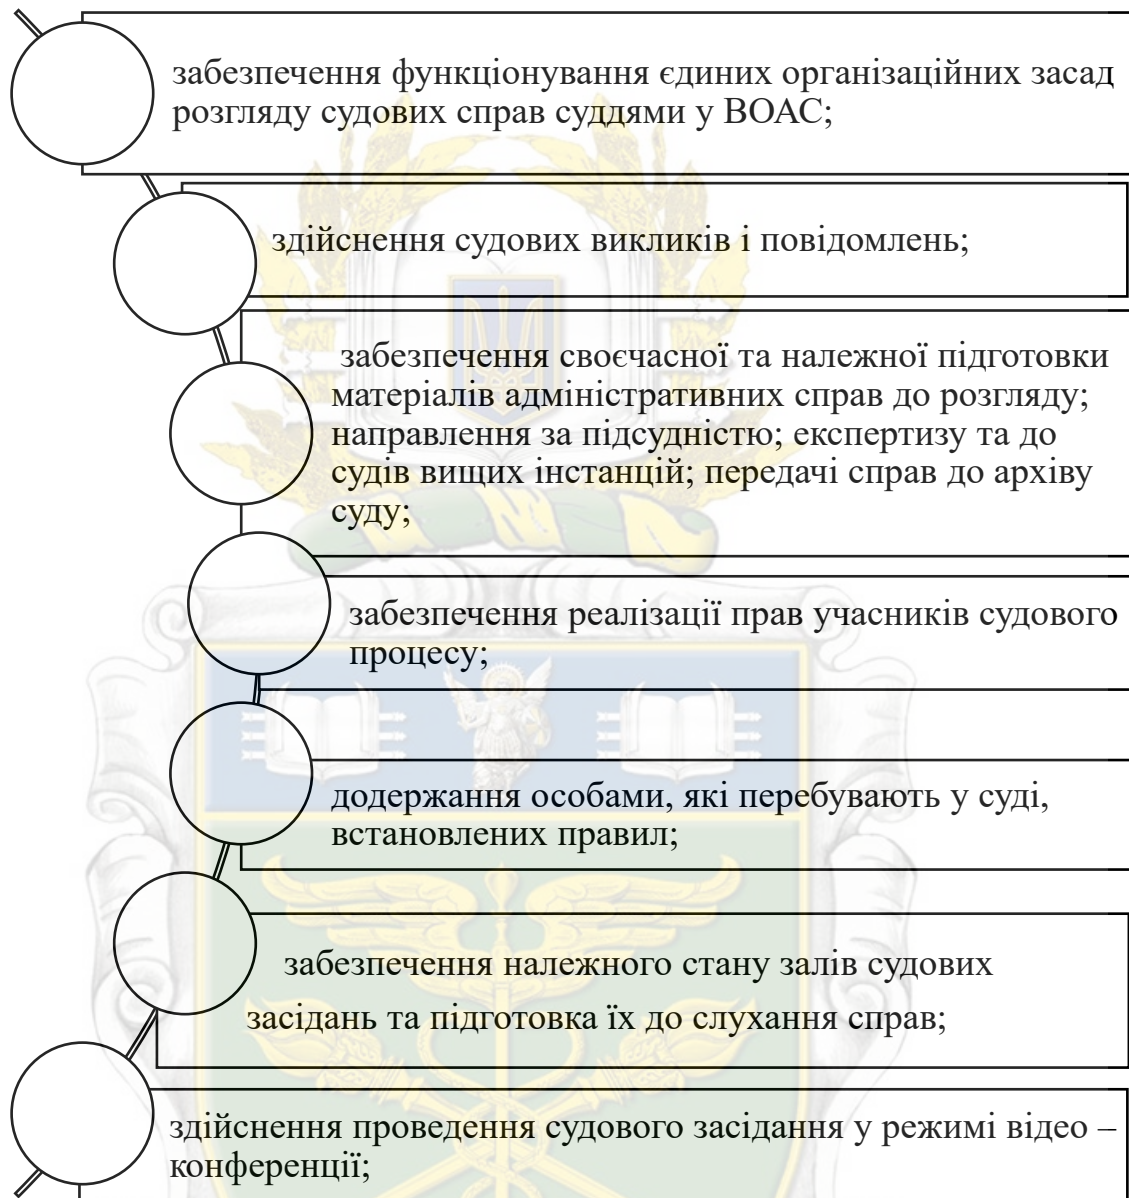 забезпечення функціонування єдиних організаційних засад
розгляду судових справ суддями у ВОАС;
здійснення судових викликів і повідомлень;
забезпечення своєчасної та належної підготовки
матеріалів адміністративних справ до розгляду;
направлення за підсудністю; експертизу та до
судів вищих інстанцій; передачі справ до архіву
суду;
забезпечення реалізації прав учасників судового
процесу;
додержання особами, які перебувають у суді,
встановлених правил;
забезпечення належного стану залів судових
засідань та підготовка їх до слухання справ;
здійснення проведення судового засідання у режимі відео –
конференції;